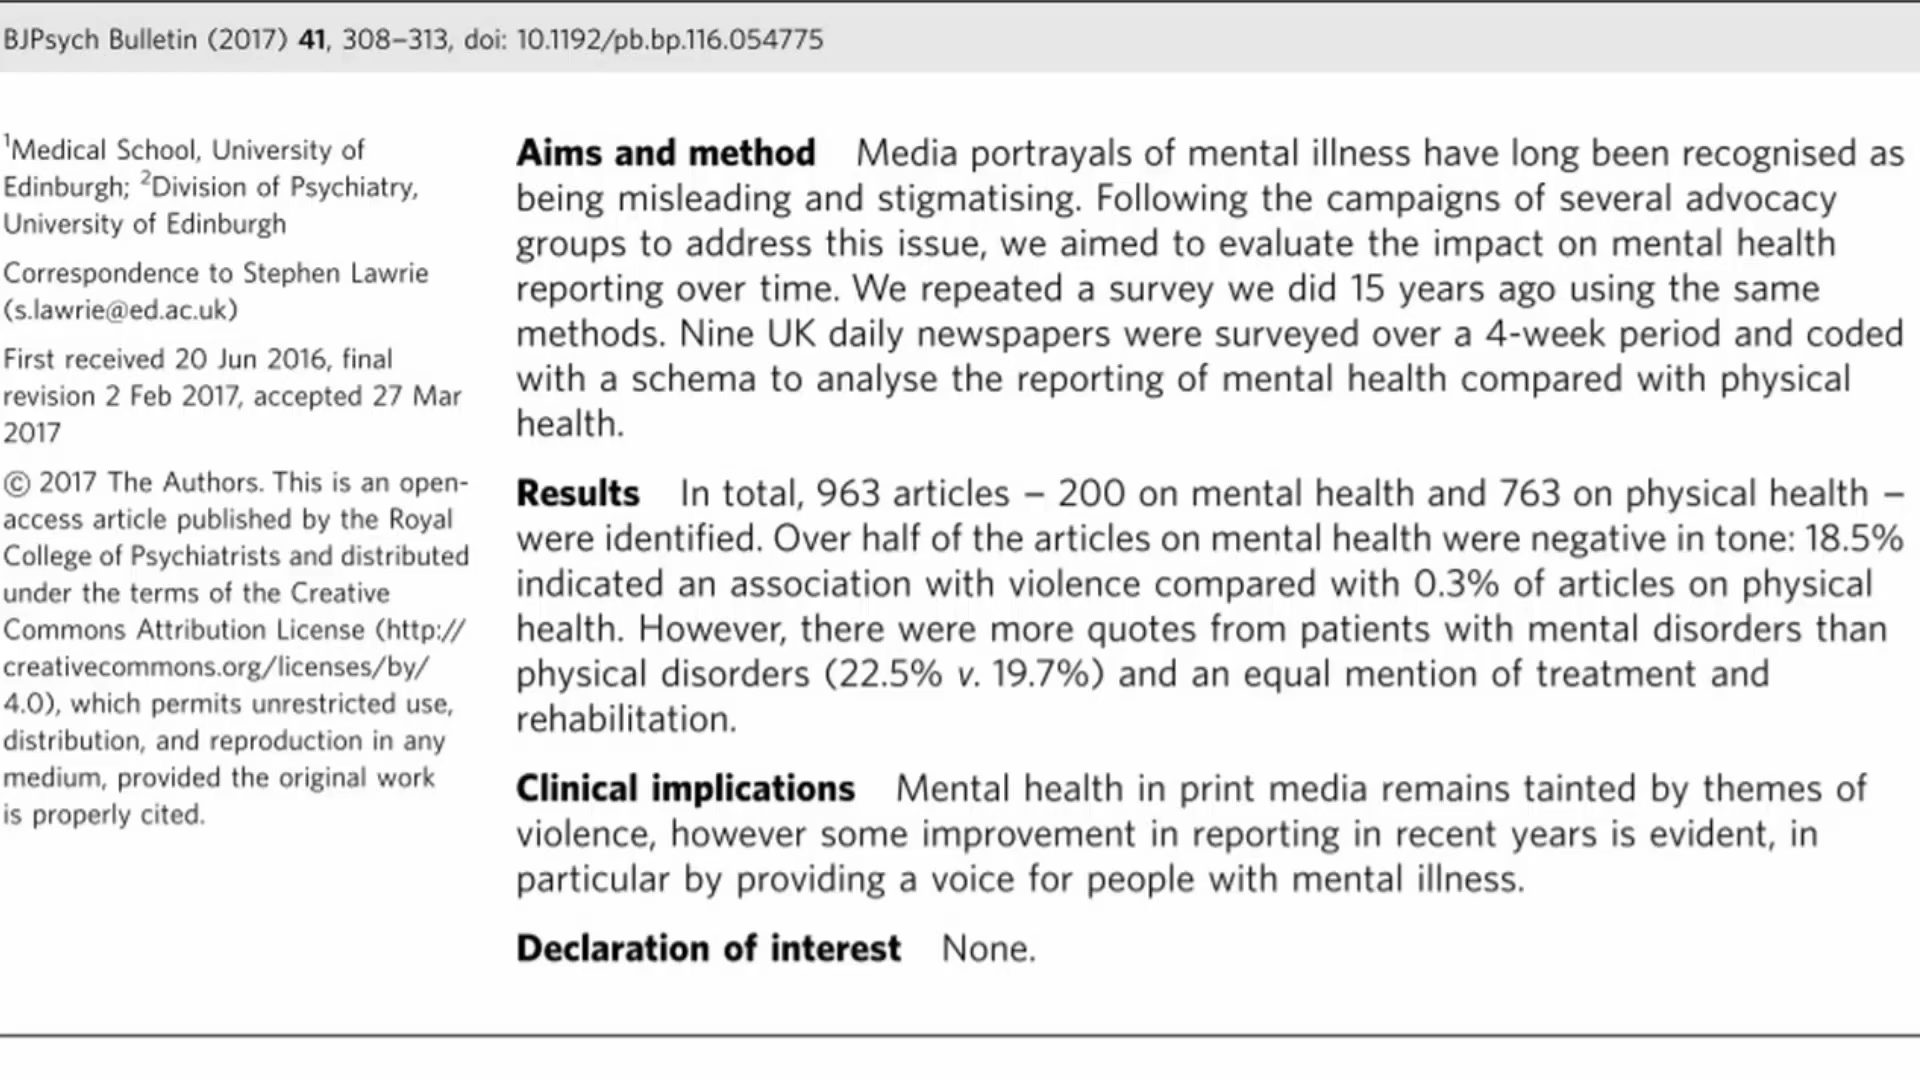 BJPsych Bulletin (2017) 41, 308–313, doi: 10.1192/pb.bp.116.054775
¹Medical School, University of
Edinburgh; ²Division of Psychiatry,
University of Edinburgh
Correspondence to Stephen Lawrie
(s.lawrie@ed.ac.uk)
First received 20 Jun 2016, final
revision 2 Feb 2017, accepted 27 Mar
2017
© 2017 The Authors. This is an open-
access article published by the Royal
College of Psychiatrists and distributed
under the terms of the Creative
Commons Attribution License (http://
creativecommons.org/licenses/by/
4.0), which permits unrestricted use,
distribution, and reproduction in any
medium, provided the original work
is properly cited.
Aims and method Media portrayals of mental illness have long been recognised as
being misleading and stigmatising. Following the campaigns of several advocacy
groups to address this issue, we aimed to evaluate the impact on mental health
reporting over time. We repeated a survey we did 15 years ago using the same
methods. Nine UK daily newspapers were surveyed over a 4-week period and coded
with a schema to analyse the reporting of mental health compared with physical
health.
Results In total, 963 articles – 200 on mental health and 763 on physical health –
were identified. Over half of the articles on mental health were negative in tone: 18.5%
indicated an association with violence compared with 0.3% of articles on physical
health. However, there were more quotes from patients with mental disorders than
physical disorders (22.5% v. 19.7%) and an equal mention of treatment and
rehabilitation.
Clinical implications Mental health in print media remains tainted by themes of
violence, however some improvement in reporting in recent years is evident, in
particular by providing a voice for people with mental illness.
Declaration of interest None.